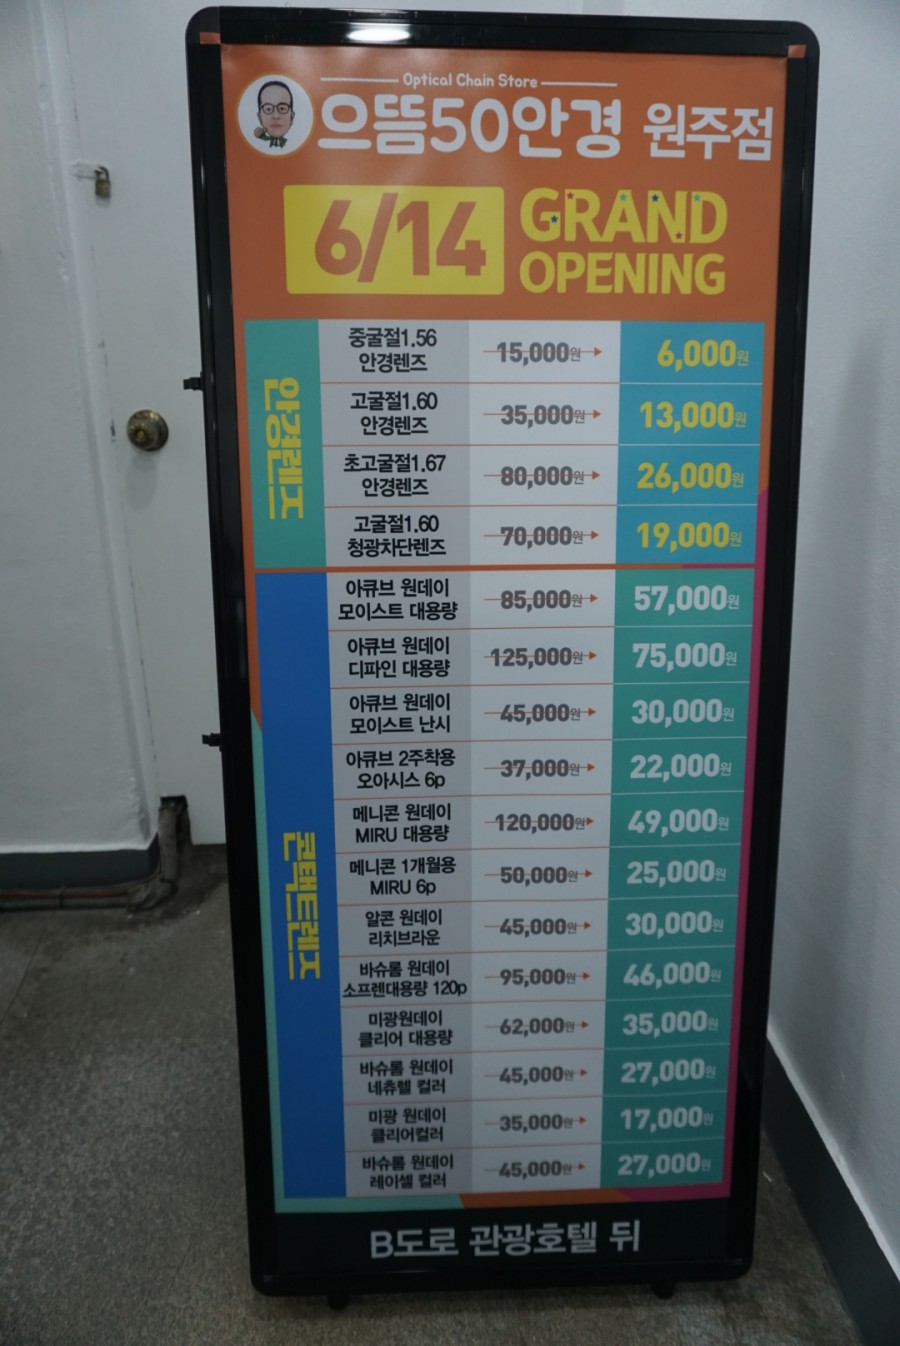 Optical Chain Store
으뜸50안경 원주점
6/14
GRAND
OPENING
안경렌즈
중굴절1.56
안경렌즈
15,000원
6,000원
고굴절1.60
안경렌즈
35,000원
13,000원
초고굴절1.67
안경렌즈
80,000원
26,000원
고굴절1.60
청광차단렌즈
70,000원
19,000원
콘택트렌즈
아큐브 원데이
모이스트 대용량
85,000원
57,000원
아큐브 원데이
디파인 대용량
125,000원
75,000원
아큐브 원데이
모이스트 난시
45,000원
30,000원
아큐브 2주착용
오아시스 6p
37,000원
22,000원
메니콘 원데이
MIRU 대용량
120,000원
49,000원
메니콘 1개월용
MIRU 6p
50,000원
25,000원
알콘 원데이
리치브라운
45,000원
30,000원
바슈롬 원데이
소프렌대용량 120p
95,000원
46,000원
미광원데이
클리어 대용량
62,000원
35,000원
바슈롬 원데이
네츄렐 컬러
45,000원
27,000원
미광 원데이
클리어컬러
35,000원
17,000원
바슈롬 원데이
레이셀 컬러
45,000원
27,000원
B도로 관광호텔 뒤